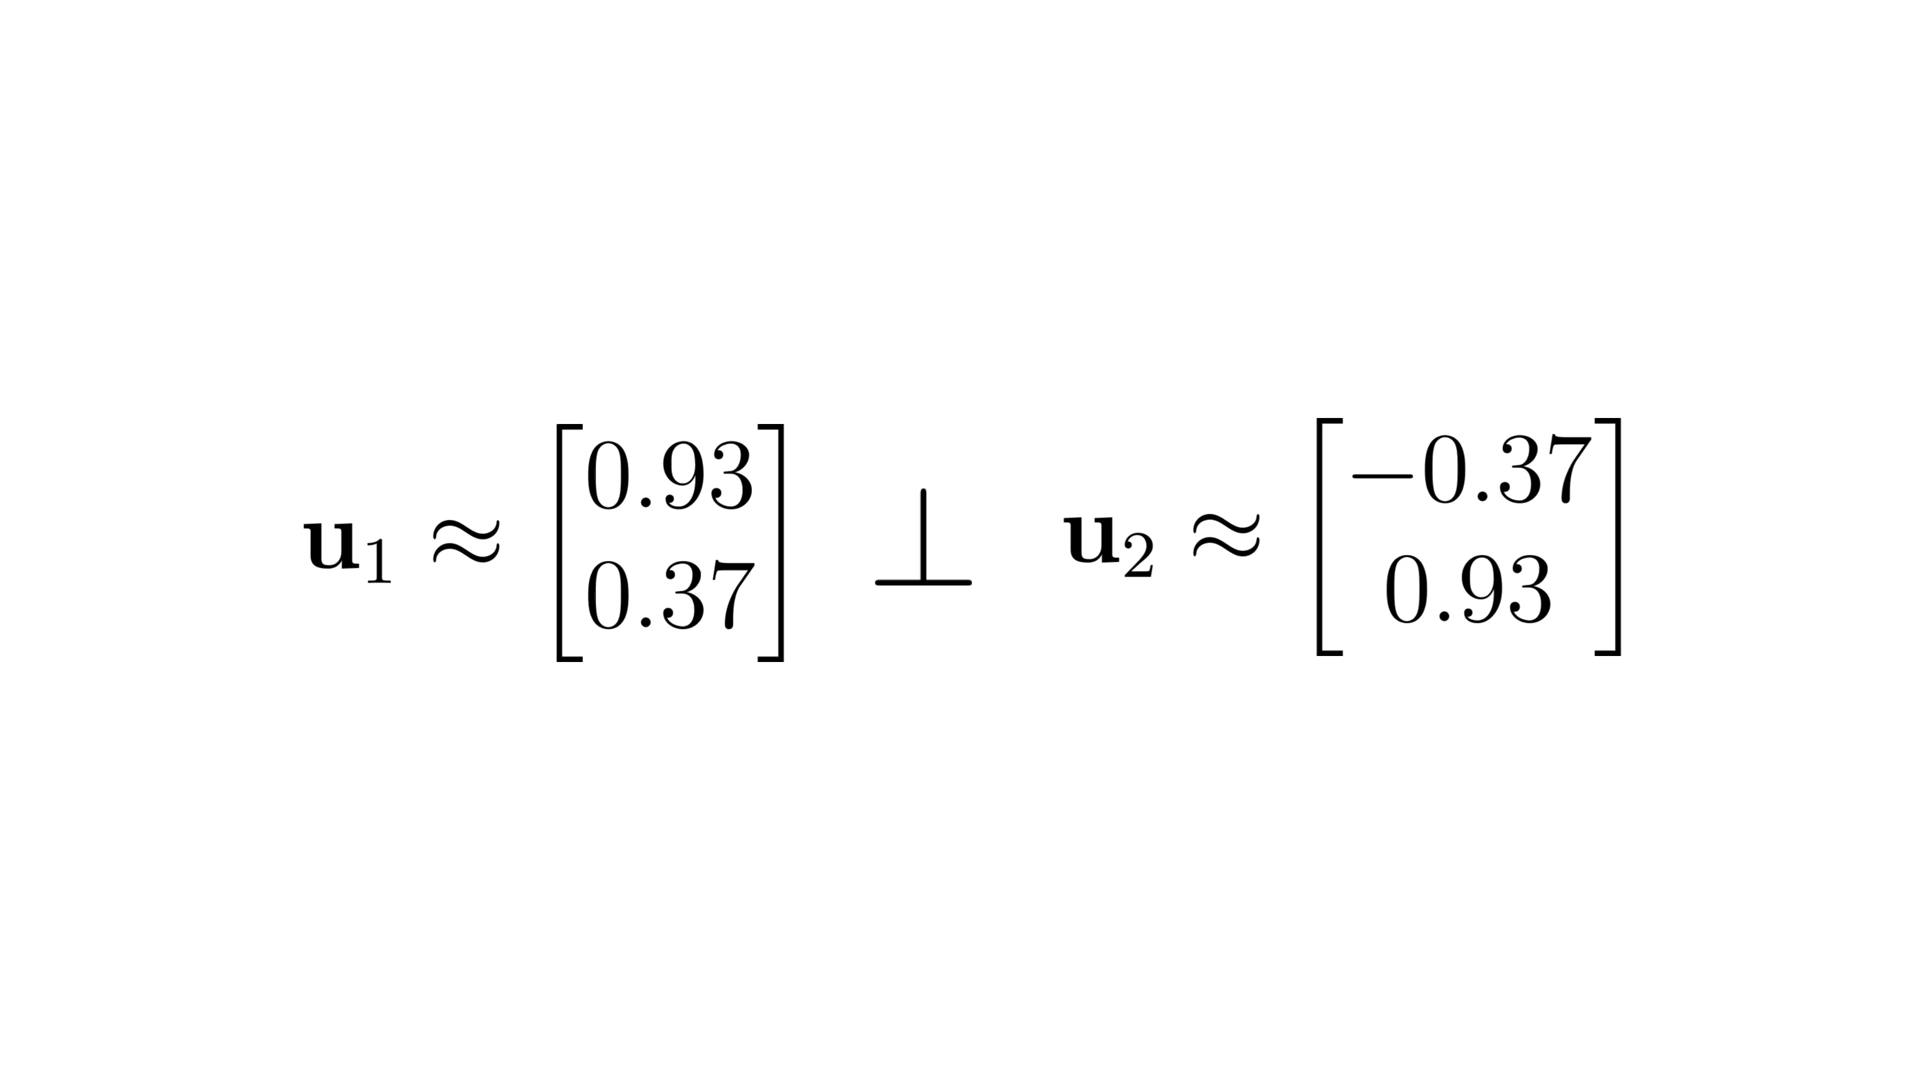 u₁ ≈ [0.93 0.37] ⊥ u₂ ≈ [−0.37 0.93]